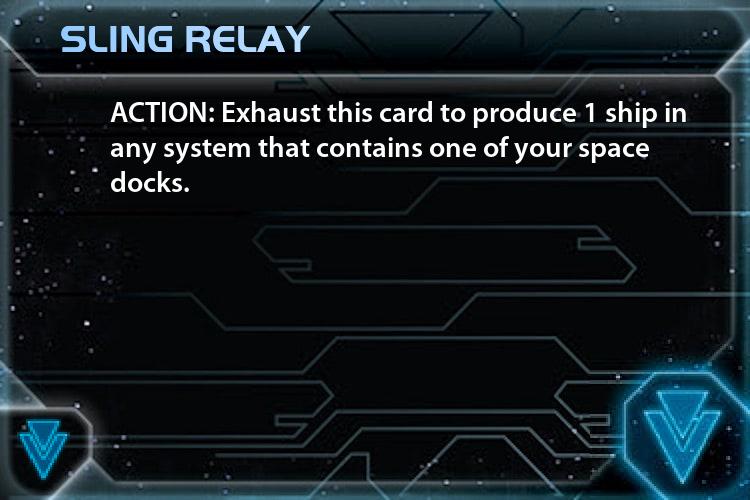 SLING RELAY
ACTION: Exhaust this card to produce 1 ship in
any system that contains one of your space
docks.